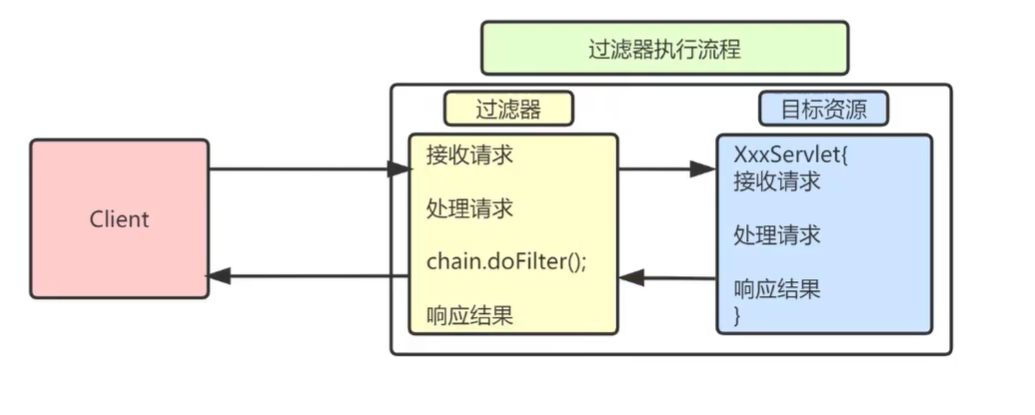 过滤器执行流程
过滤器
目标资源
Client
接收请求
处理请求
chain.doFilter();
响应结果
XxxServlet{
接收请求
处理请求
响应结果
}